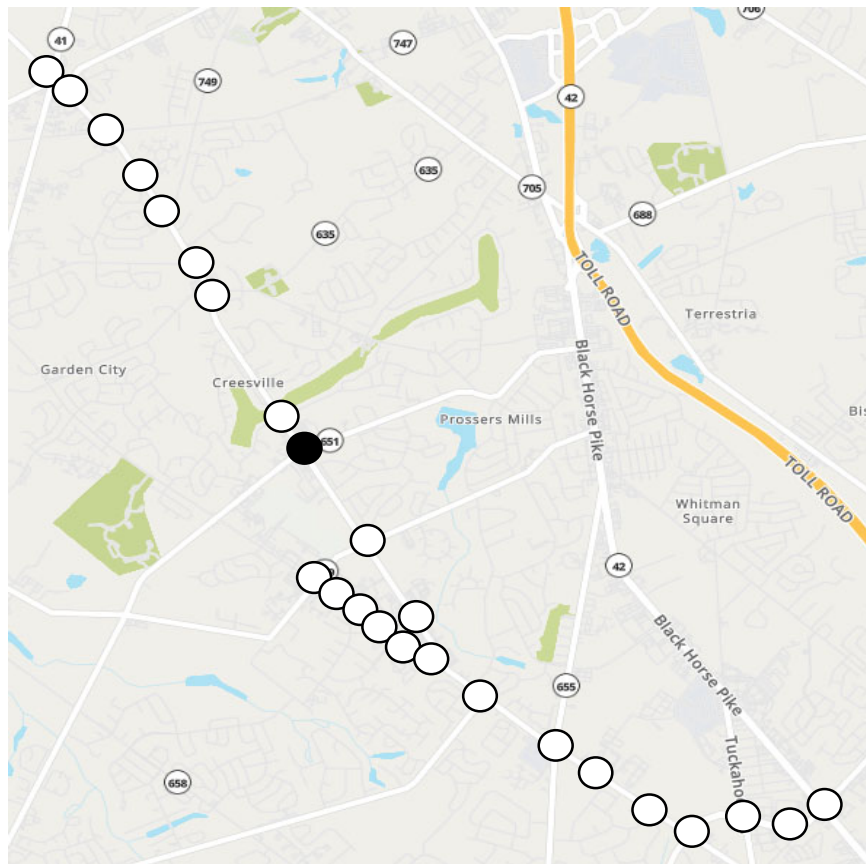 706
41
747
749
42
635
705
688
635
TOLL ROAD
Terrestria
Black Horse Pike
Garden City
Creesville
Prossers Mills
651
TOLL ROAD
Whitman
Square
42
Black Horse Pike
655
658